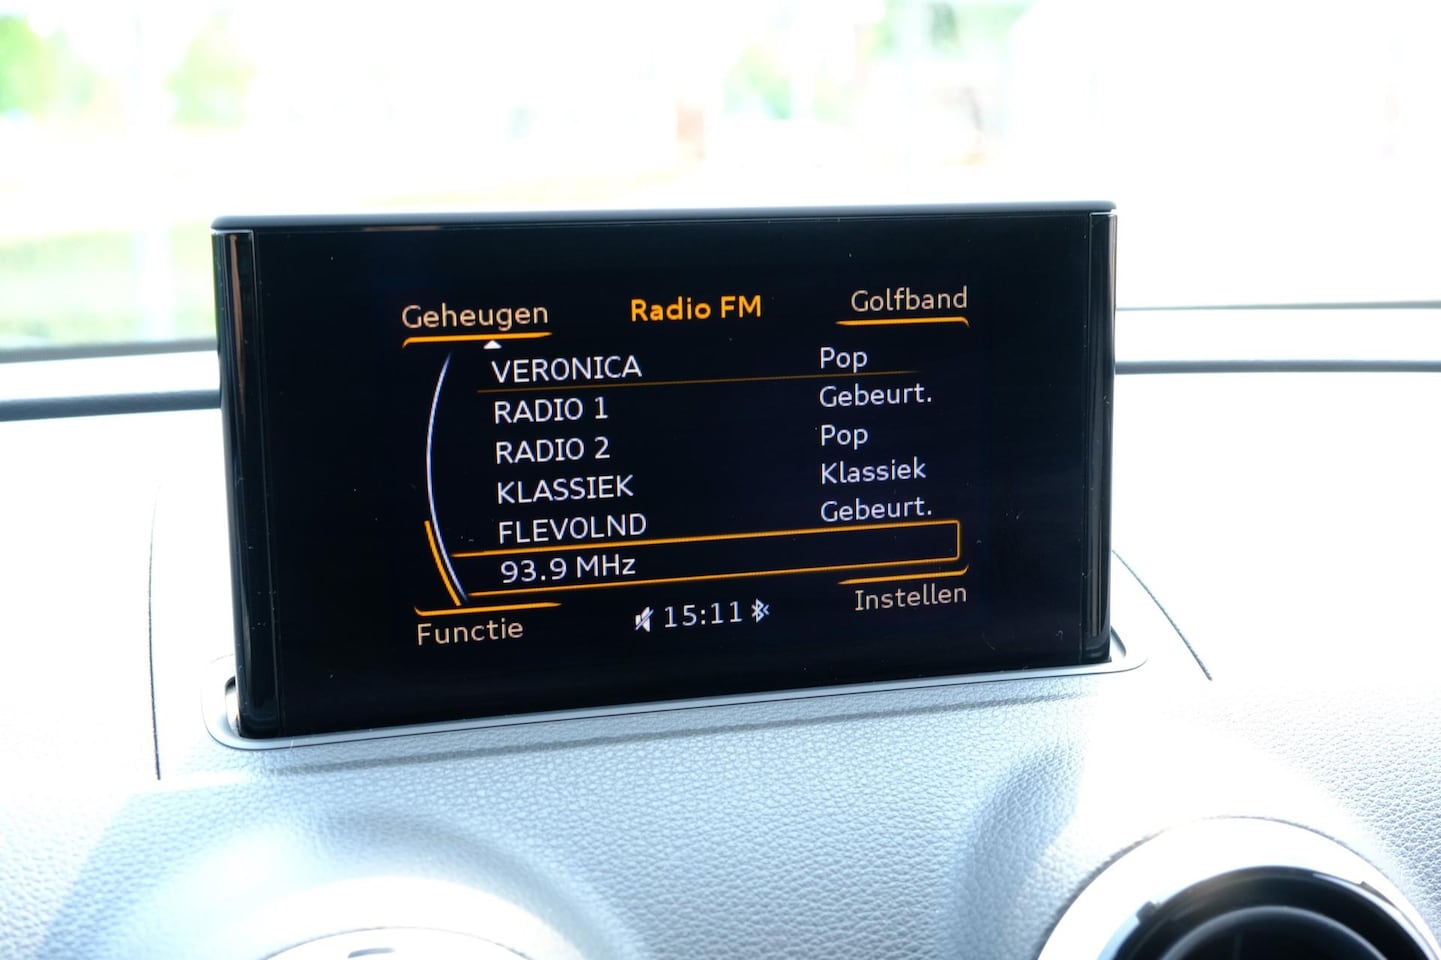 Geheugen Radio FM Golfband
VERONICA Pop
RADIO 1 Gebeurt.
RADIO 2 Pop
KLASSIEK Klassiek
FLEVOLND Gebeurt.
93.9 MHz
Functie 15:11 Instellen